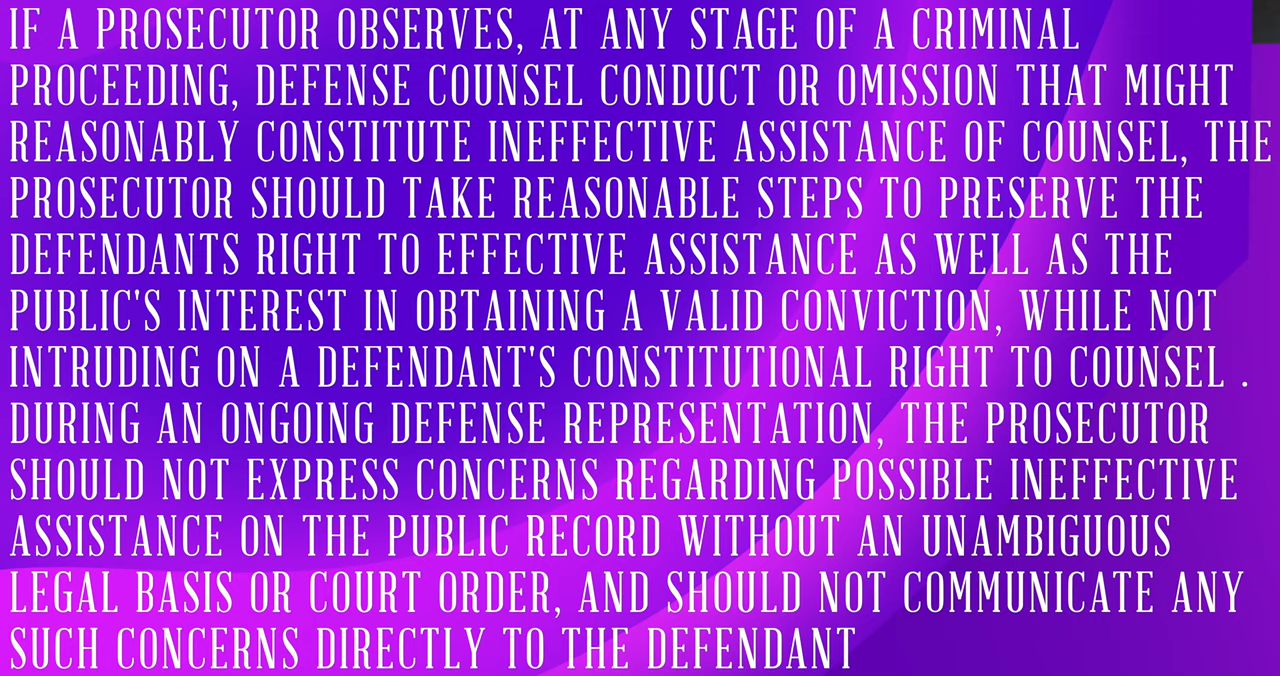 IF A PROSECUTOR OBSERVES, AT ANY STAGE OF A CRIMINAL
PROCEEDING, DEFENSE COUNSEL CONDUCT OR OMISSION THAT MIGHT
REASONABLY CONSTITUTE INEFFECTIVE ASSISTANCE OF COUNSEL, THE
PROSECUTOR SHOULD TAKE REASONABLE STEPS TO PRESERVE THE
DEFENDANTS RIGHT TO EFFECTIVE ASSISTANCE AS WELL AS THE
PUBLIC'S INTEREST IN OBTAINING A VALID CONVICTION, WHILE NOT
INTRUDING ON A DEFENDANT'S CONSTITUTIONAL RIGHT TO COUNSEL .
DURING AN ONGOING DEFENSE REPRESENTATION, THE PROSECUTOR
SHOULD NOT EXPRESS CONCERNS REGARDING POSSIBLE INEFFECTIVE
ASSISTANCE ON THE PUBLIC RECORD WITHOUT AN UNAMBIGUOUS
LEGAL BASIS OR COURT ORDER, AND SHOULD NOT COMMUNICATE ANY
SUCH CONCERNS DIRECTLY TO THE DEFENDANT